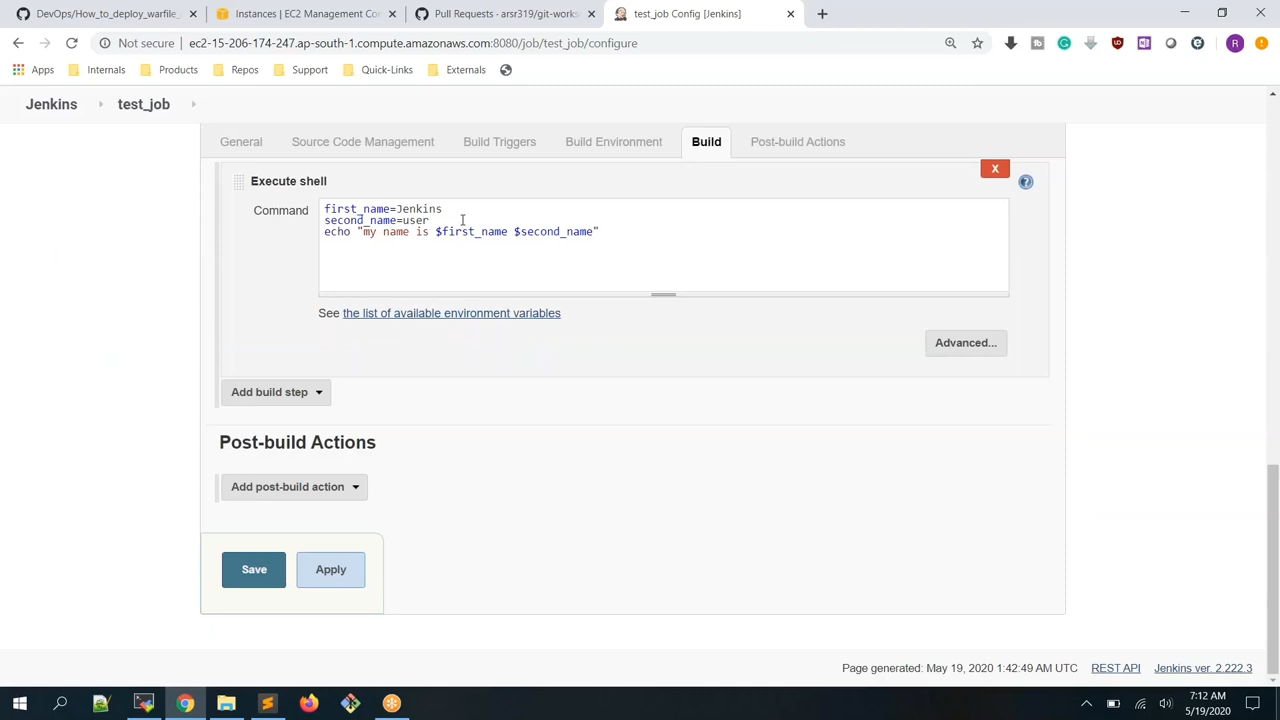 DevOps/How_to_deploy_warfile_
Instances | EC2 Management Co
Pull Requests · arsr319/git-works
test_job Config [Jenkins]
Not secure | ec2-15-206-174-247.ap-south-1.compute.amazonaws.com:8080/job/test_job/configure
R
Apps Internals Products Repos Support Quick-Links Externals
Jenkins test_job
General Source Code Management Build Triggers Build Environment Build Post-build Actions
Execute shell
X
?
Command
first_name=Jenkins
second_name=user
echo "my name is $first_name $second_name"
See the list of available environment variables
Advanced...
Add build step
Post-build Actions
Add post-build action
Save Apply
Page generated: May 19, 2020 1:42:49 AM UTC REST API Jenkins ver. 2.222.3
7:12 AM
5/19/2020